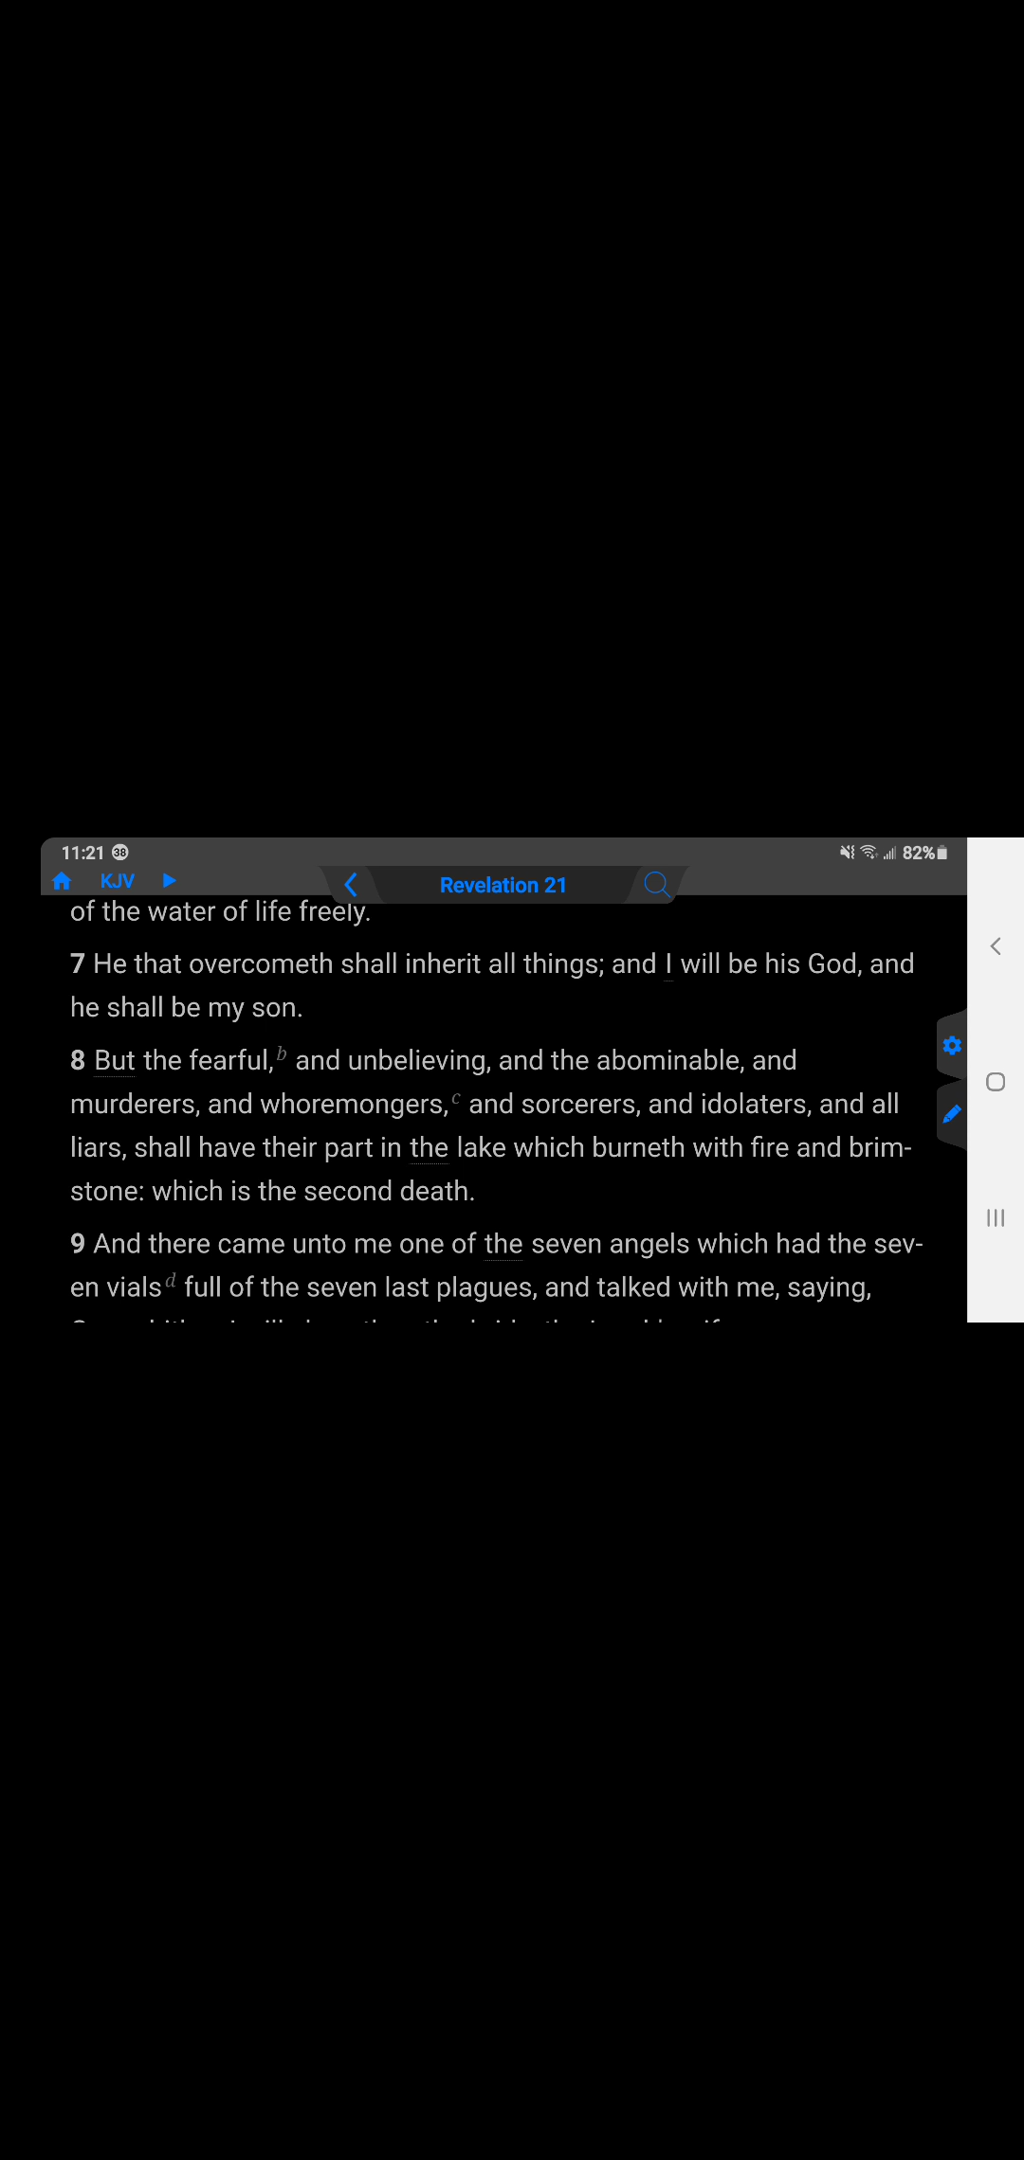 11:21 38 82%
KJV Revelation 21
of the water of life freely.
7 He that overcometh shall inherit all things; and I will be his God, and
he shall be my son.
8 But the fearful,b and unbelieving, and the abominable, and
murderers, and whoremongers,c and sorcerers, and idolaters, and all
liars, shall have their part in the lake which burneth with fire and brim-
stone: which is the second death.
9 And there came unto me one of the seven angels which had the sev-
en vialsd full of the seven last plagues, and talked with me, saying,